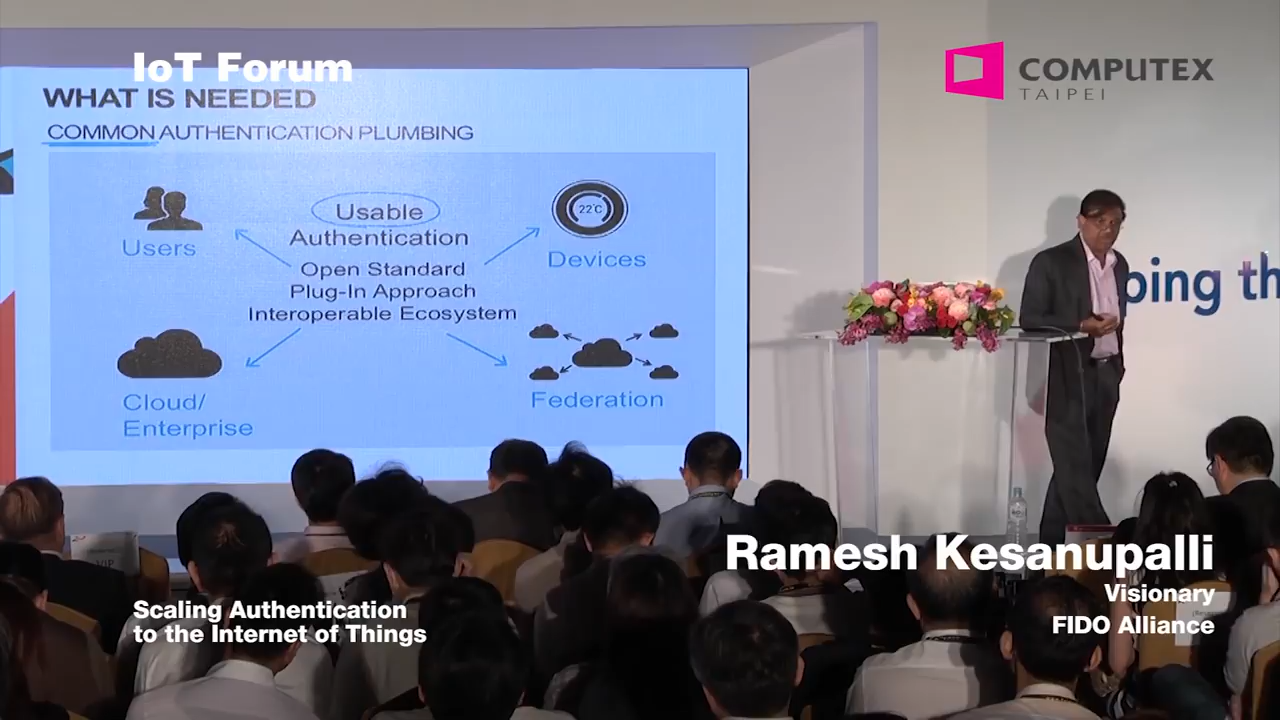 IoT Forum
COMPUTEX
TAIPEI
WHAT IS NEEDED
COMMON AUTHENTICATION PLUMBING
Users
Usable
Authentication
Open Standard
Plug-In Approach
Interoperable Ecosystem
22°C
Devices
Cloud/
Enterprise
Federation
ping th
VIP
Ramesh Kesanupalli
Visionary
FIDO Alliance
Scaling Authentication
to the Internet of Things